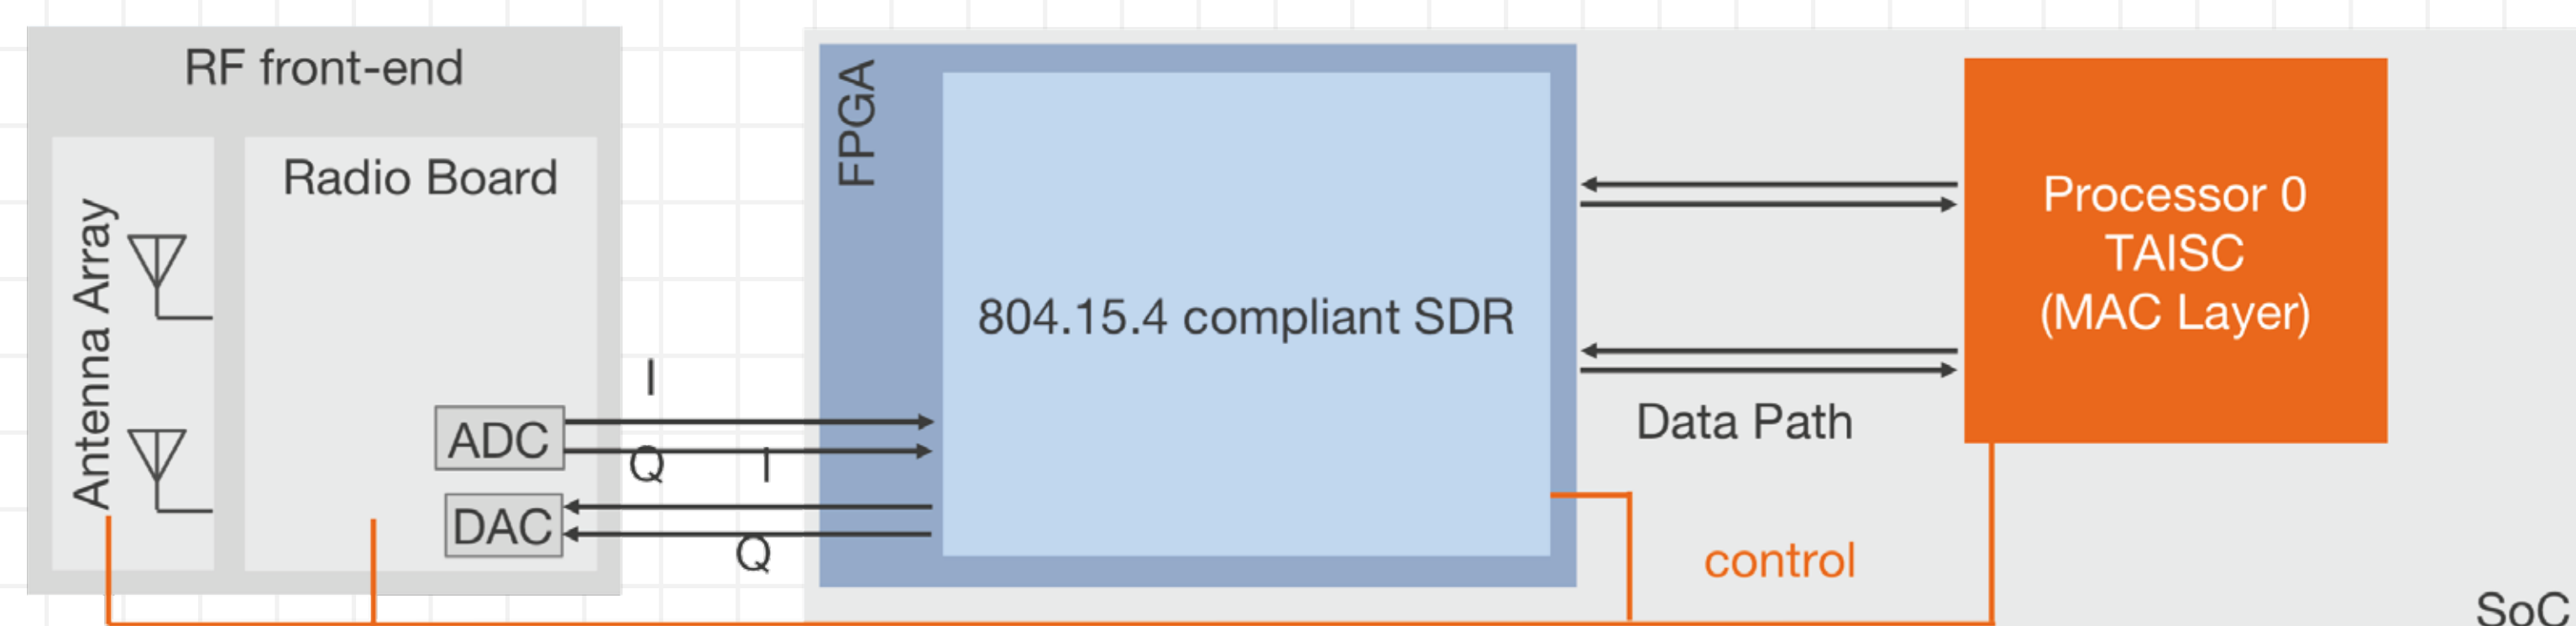 RF front-end
Antenna Array
Radio Board
ADC
DAC
I
Q
I
Q
FPGA
804.15.4 compliant SDR
Data Path
control
Processor 0
TAISC
(MAC Layer)
SoC